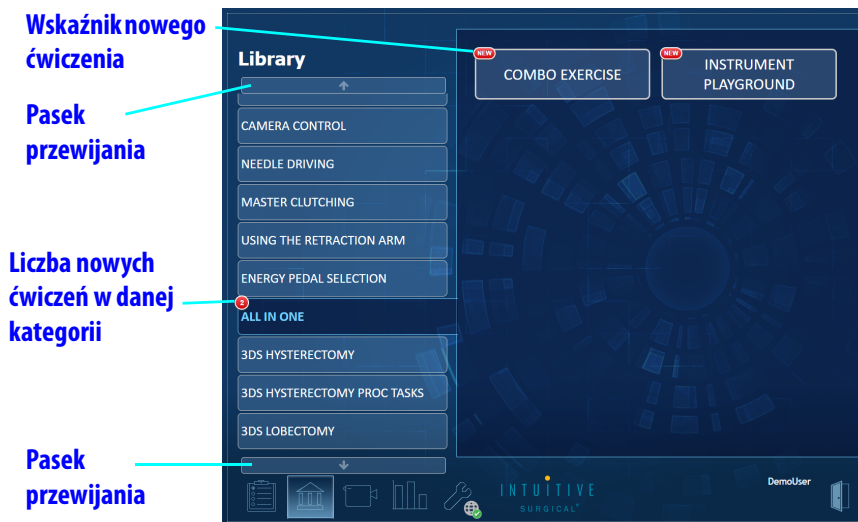 Wskaźnik nowego
ćwiczenia
Pasek
przewijania
Liczba nowych
ćwiczeń w danej
kategorii
Pasek
przewijania
Library
CAMERA CONTROL
NEEDLE DRIVING
MASTER CLUTCHING
USING THE RETRACTION ARM
ENERGY PEDAL SELECTION
2
ALL IN ONE
3DS HYSTERECTOMY
3DS HYSTERECTOMY PROC TASKS
3DS LOBECTOMY
NEW
COMBO EXERCISE
NEW
INSTRUMENT
PLAYGROUND
INTUITIVE
SURGICAL®
DemoUser